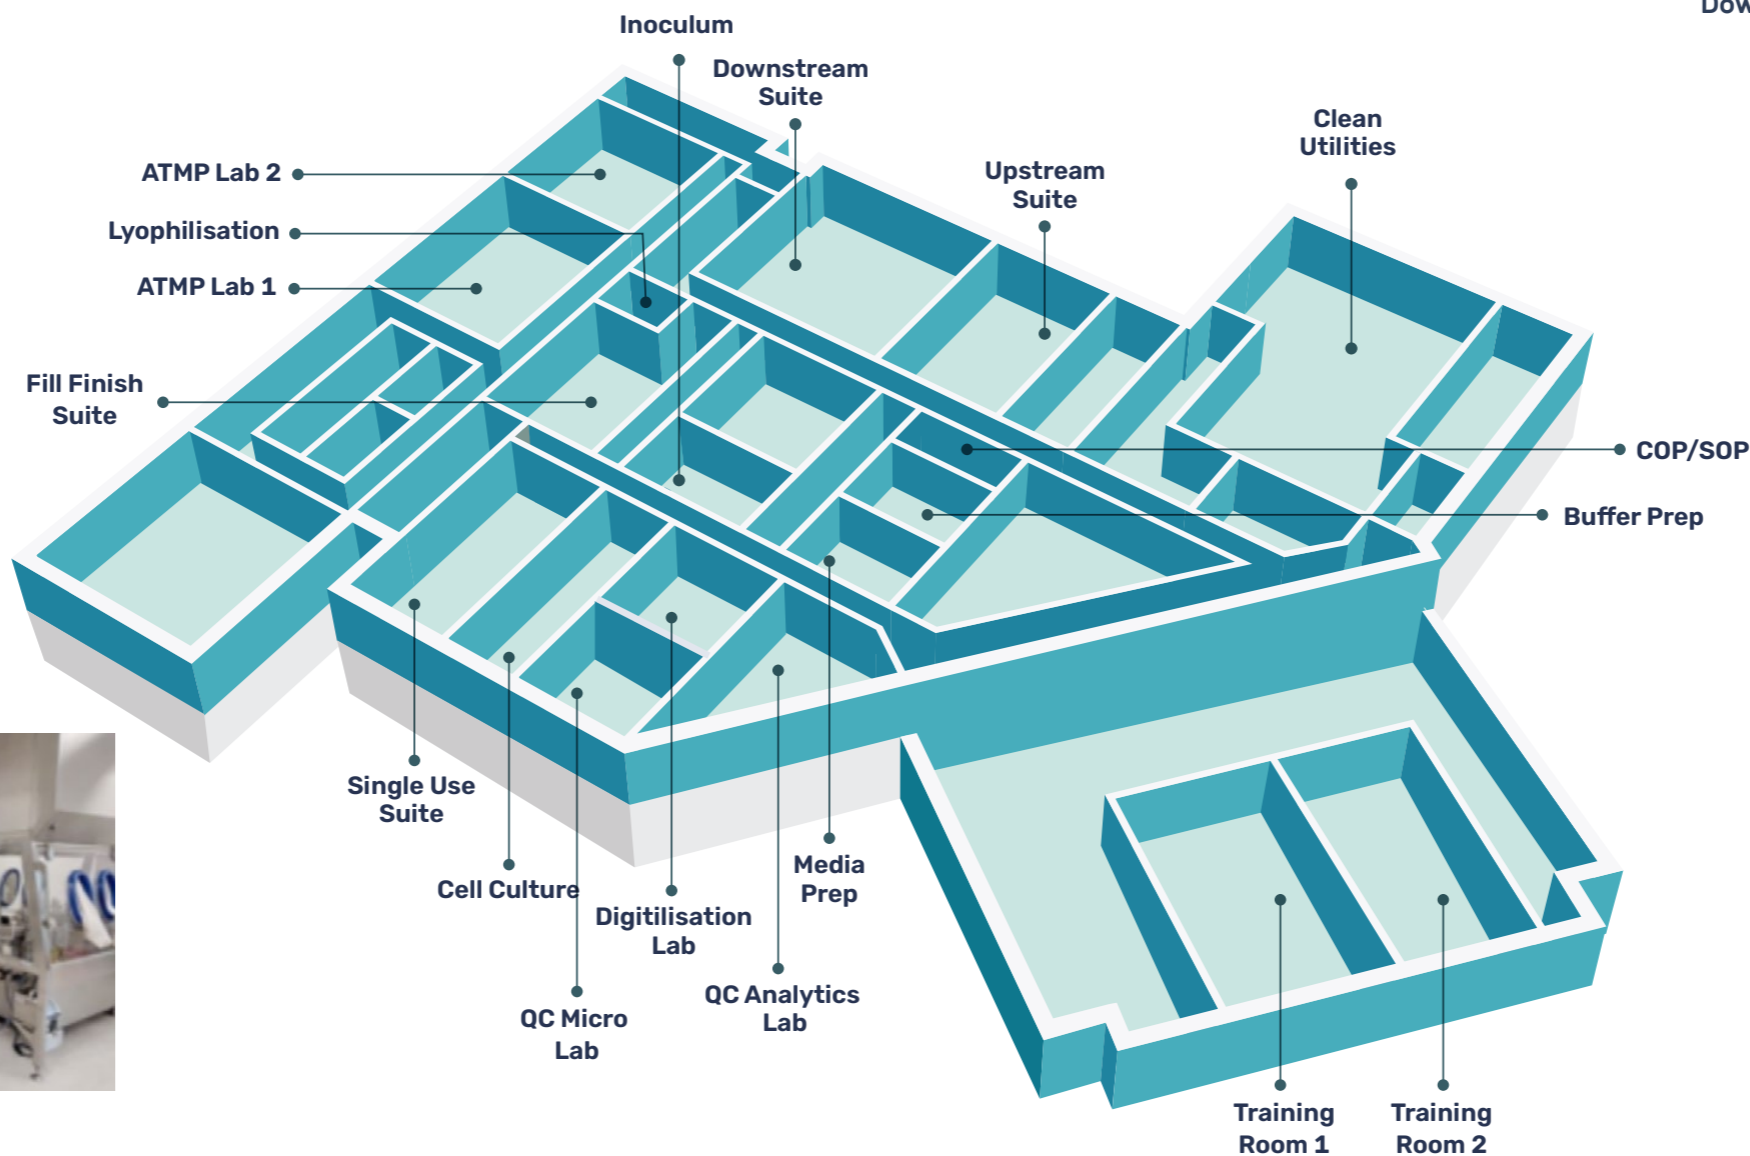 Dow
Inoculum
Downstream
Suite
Clean
Utilities
ATMP Lab 2
Upstream
Suite
Lyophilisation
ATMP Lab 1
Fill Finish
Suite
COP/SOP
Buffer Prep
Single Use
Suite
Media
Prep
Cell Culture
Digitilisation
Lab
QC Analytics
Lab
QC Micro
Lab
Training
Room 1
Training
Room 2